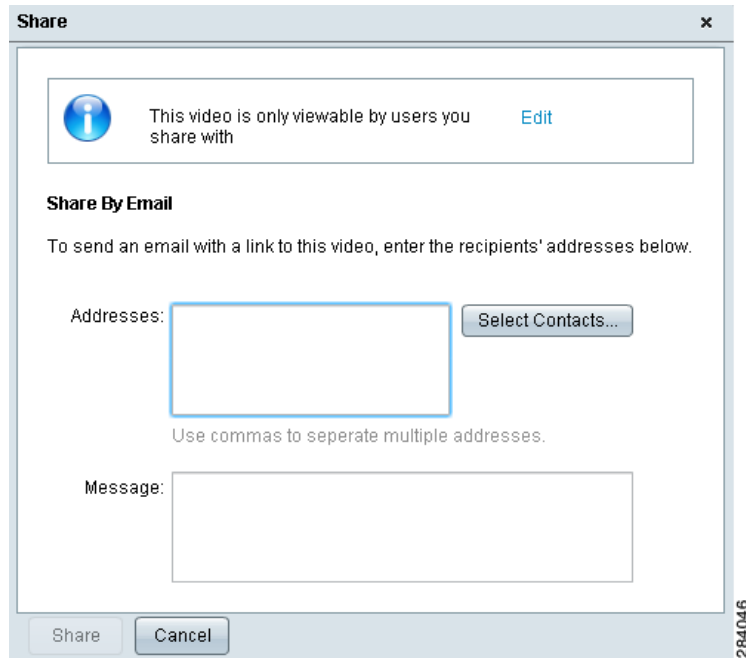 Share
x
This video is only viewable by users you
share with
Edit
Share By Email
To send an email with a link to this video, enter the recipients' addresses below.
Addresses:
Select Contacts...
Use commas to seperate multiple addresses.
Message:
Share
Cancel
284046